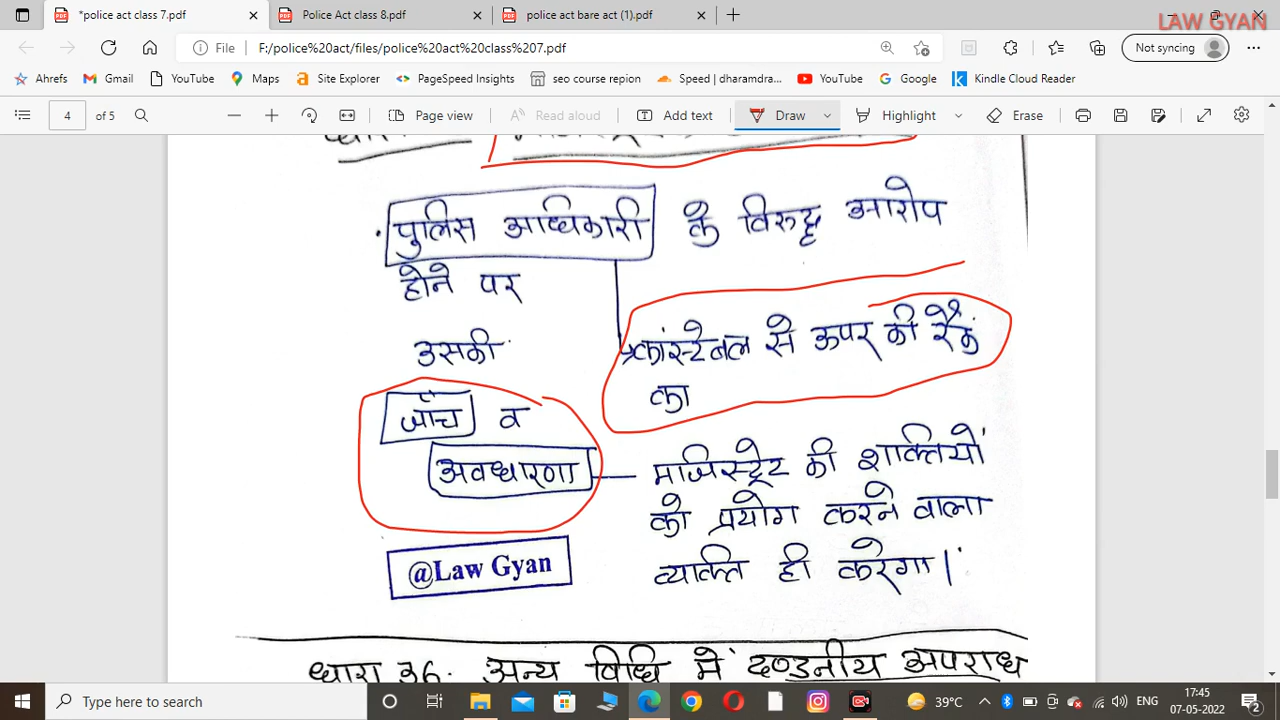 LAW GYAN
*police act class 7.pdf
Police Act class 8.pdf
police act bare act (1).pdf
File
F:/police%20act/files/police%20act%20class%207.pdf
Not syncing
Ahrefs
Gmail
YouTube
Maps
Site Explorer
PageSpeed Insights
seo course repion
Speed | dharamdra...
YouTube
Google
Kindle Cloud Reader
4 of 5
Page view
Read aloud
Add text
Draw
Highlight
Erase
पुलिस अधिकारी के विरुद्ध आरोप
होने पर
उसकी
कांस्टेबल से ऊपर की रैंक
का
जाँच व
अवधारणा — मजिस्ट्रेट की शक्तियों
को प्रयोग करने वाला
व्यक्ति ही करेगा।
@Law Gyan
धारा 36. अन्य विधि में दण्डनीय अपराध
Type here to search
39°C
ENG
17:45
07-05-2022
2